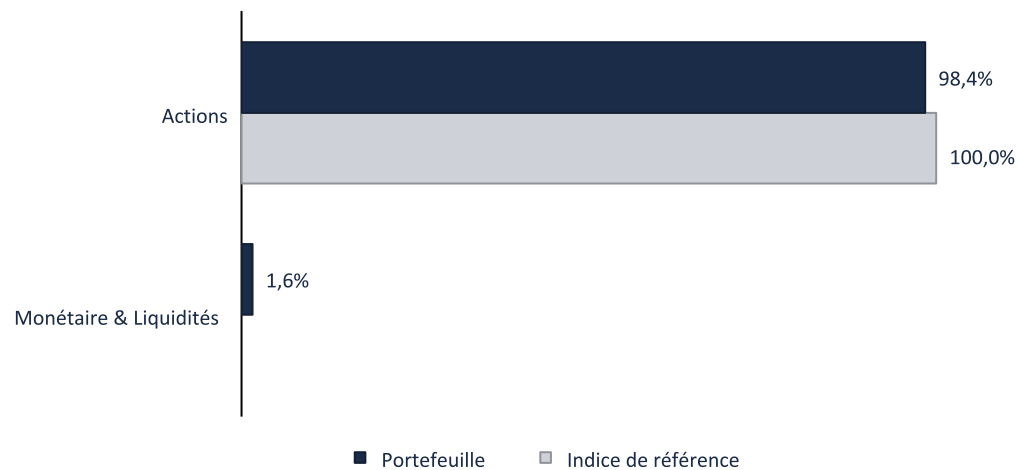 98,4%
Actions
100,0%
1,6%
Monétaire & Liquidités
Portefeuille
Indice de référence